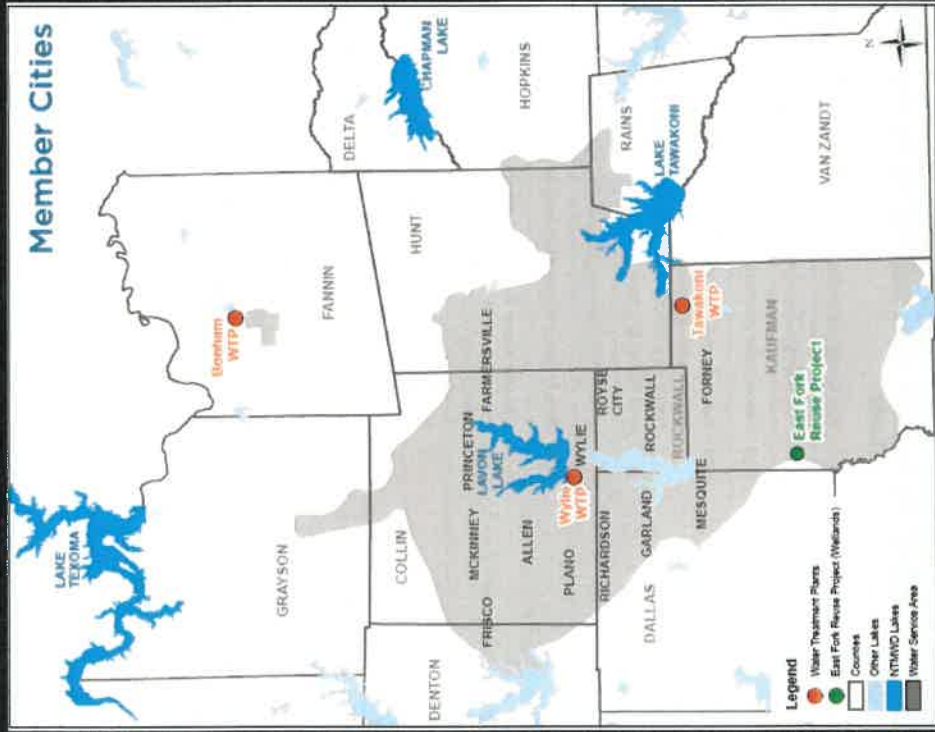 Member Cities
LAKE
TEXOMA
GRAYSON
Bonham
WTP
FANNIN
DELTA
CHAPMAN
LAKE
HOPKINS
HUNT
COLLIN
DENTON
PRINCETON
LAVON
LAKE
FARMERSVILLE
MCKINNEY
FRISCO
ALLEN
PLANO
Wylie
WTP
WYLIE
ROYSE
CITY
RICHARDSON
GARLAND
ROCKWALL
ROCKWALL
DALLAS
MESQUITE
FORNEY
Tawakoni
WTP
LAKE
TAWAKONI
RAINS
VAN ZANDT
KAUFMAN
East Fork
Reuse Project
N
Legend
Water Treatment Plants
East Fork Reuse Project (Wetlands)
Counties
Other Lakes
NTMWD Lakes
Water Service Area